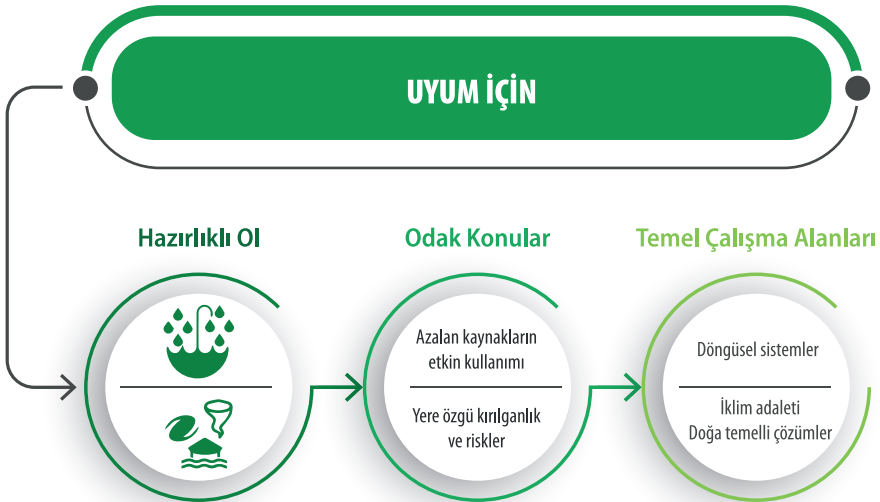 UYUM İÇİN
Hazırlıklı Ol
Odak Konular
Temel Çalışma Alanları
Azalan kaynakların
etkin kullanımı
Yere özgü kırılganlık
ve riskler
Döngüsel sistemler
İklim adaleti
Doğa temelli çözümler